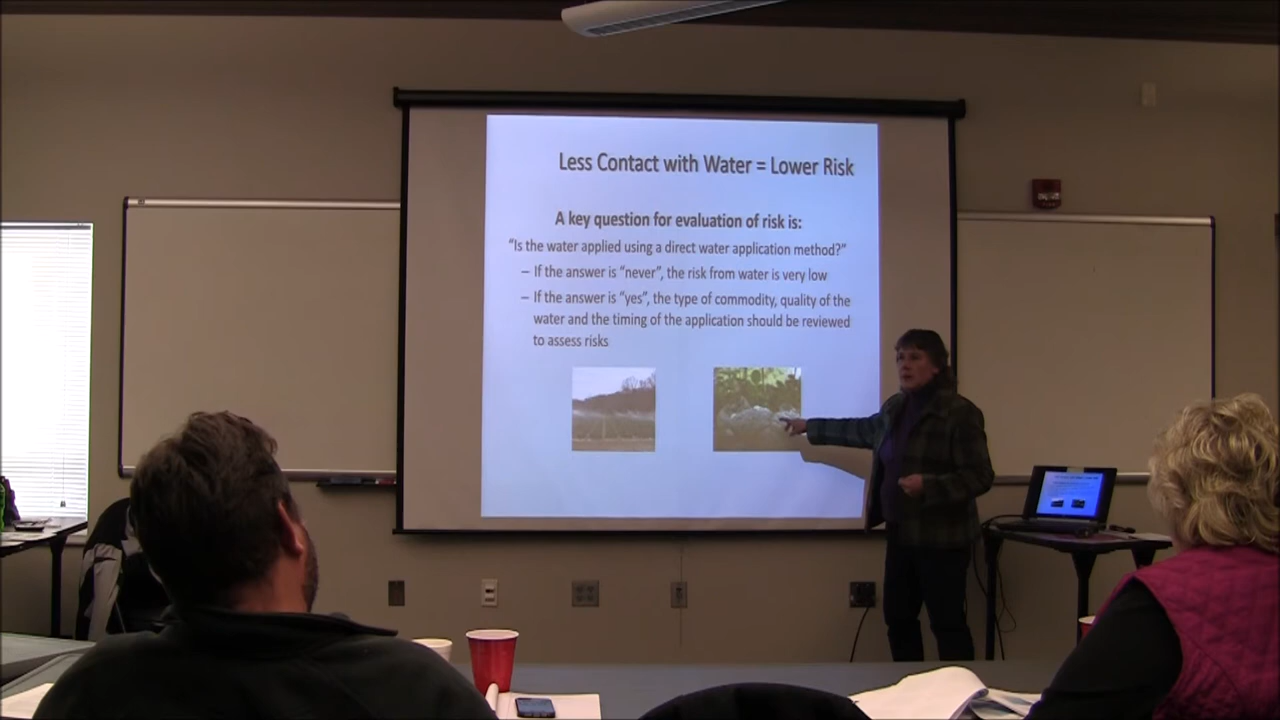 Less Contact with Water = Lower Risk
A key question for evaluation of risk is:
“Is the water applied using a direct water application method?”
– If the answer is “never”, the risk from water is very low
– If the answer is “yes”, the type of commodity, quality of the
water and the timing of the application should be reviewed
to assess risks